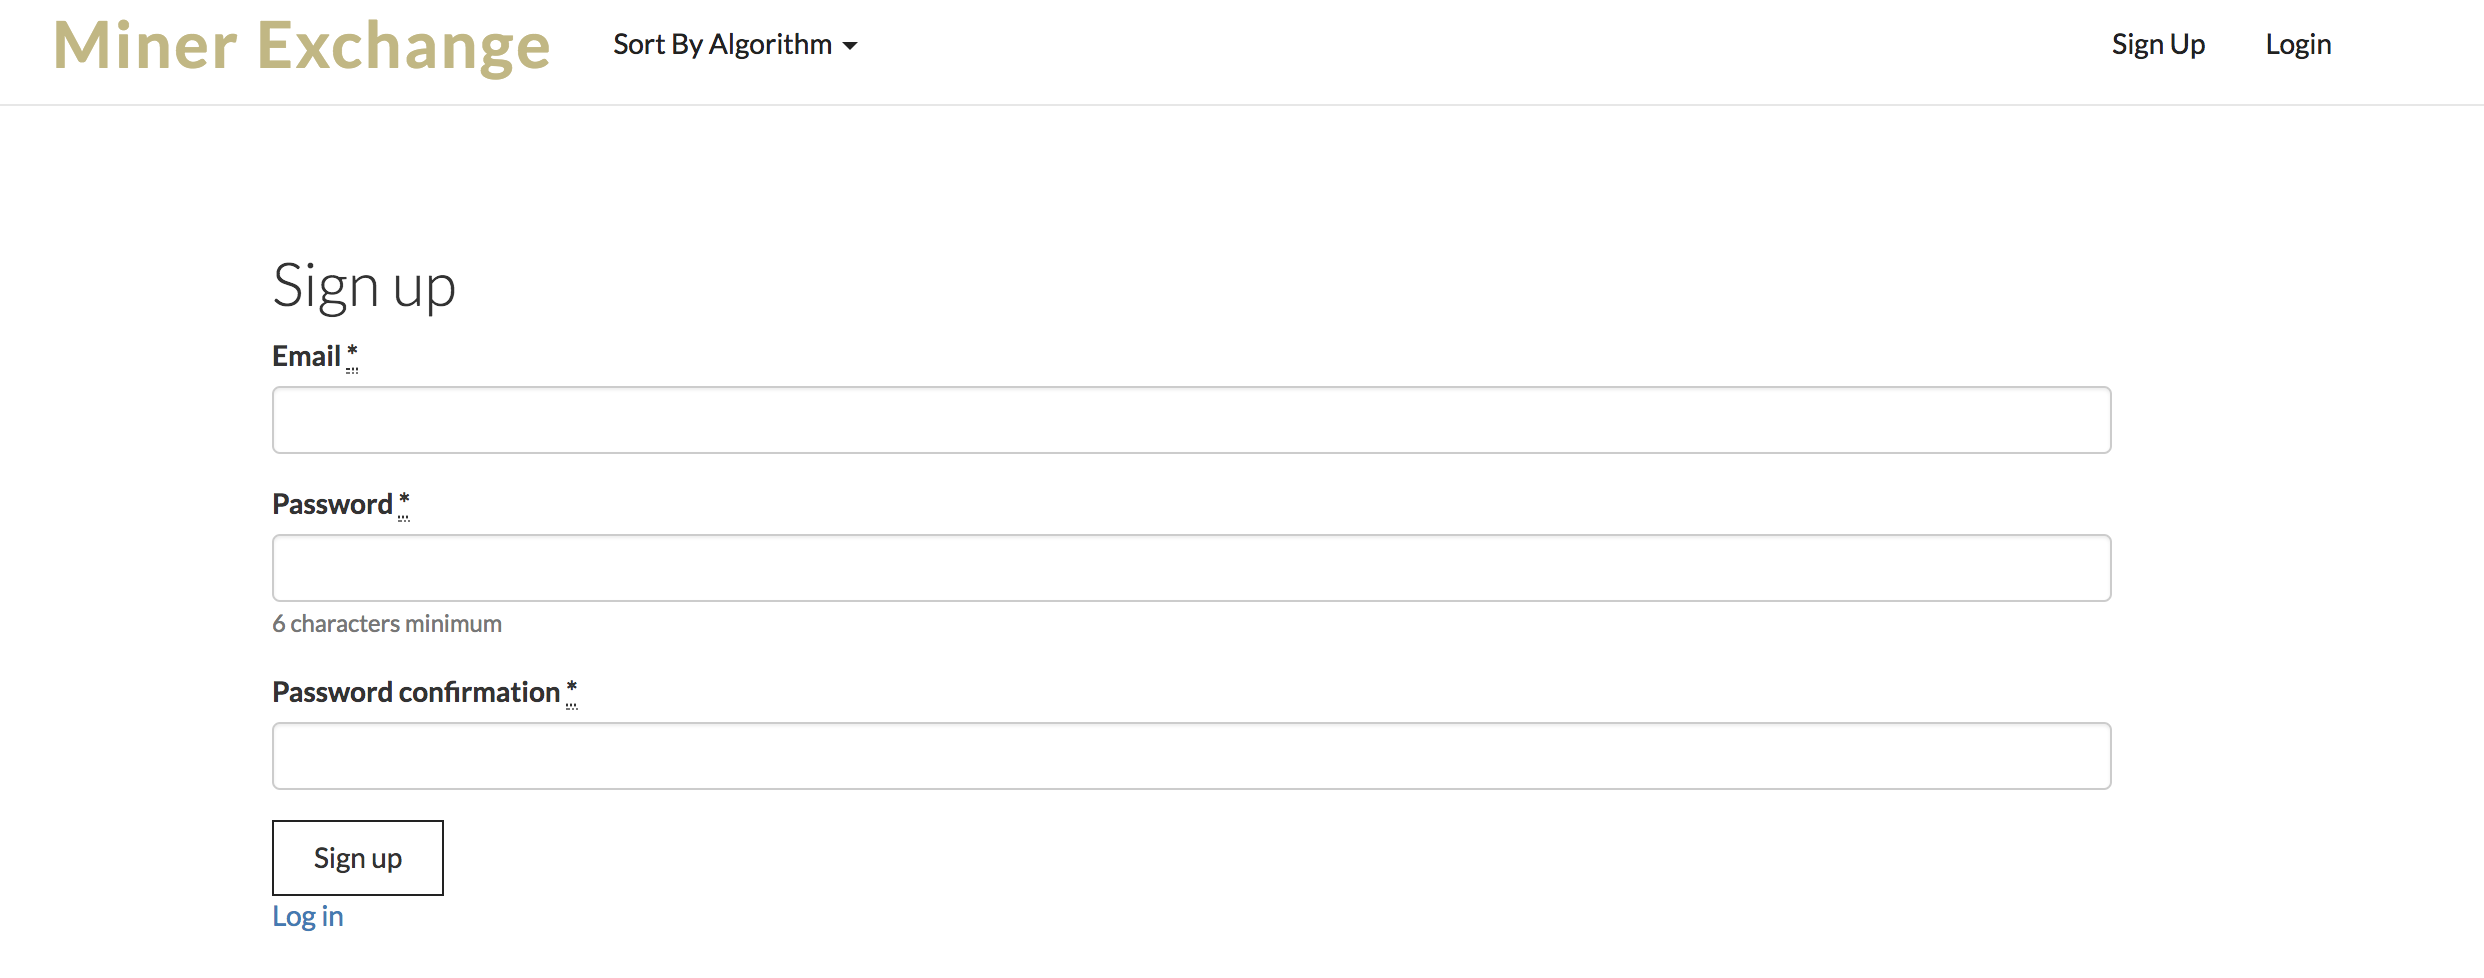 Miner Exchange Sort By Algorithm Sign Up Login
Sign up
Email *
Password *
6 characters minimum
Password confirmation *
Sign up
Log in